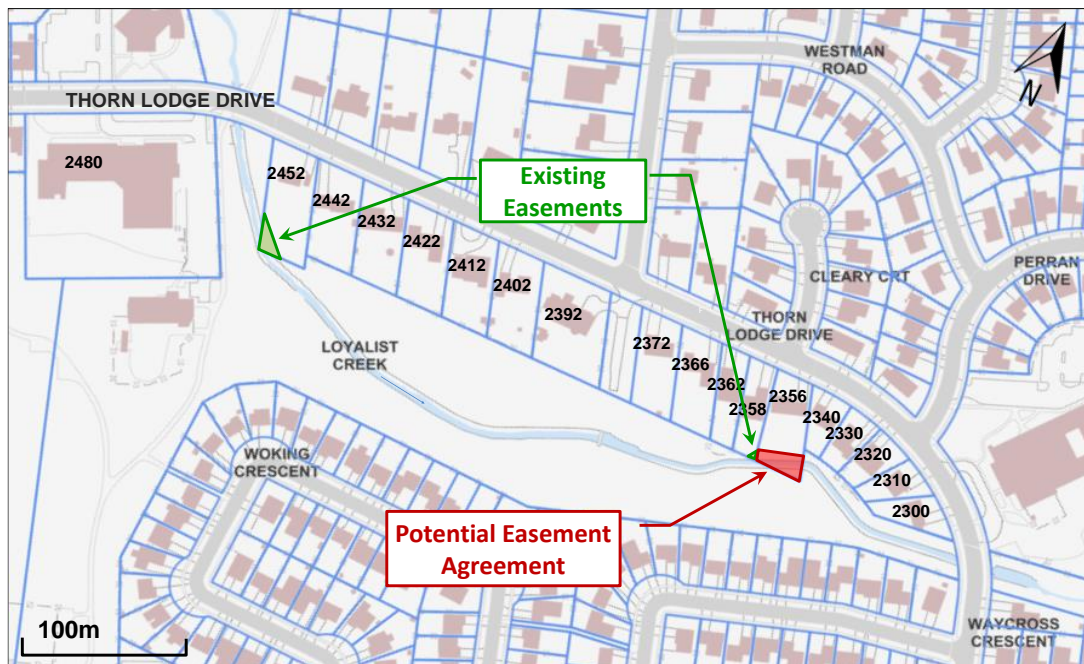 WESTMAN
ROAD
N
THORN LODGE DRIVE
2480
2452
2442
2432
2422
2412
2402
2392
Existing
Easements
CLEARY CRT
PERRAN
DRIVE
THORN
LODGE DRIVE
LOYALIST
CREEK
2372
2366
2362
2358
2356
2340
2330
2320
2310
2300
WOKING
CRESCENT
Potential Easement
Agreement
100m
WAYCROSS
CRESCENT